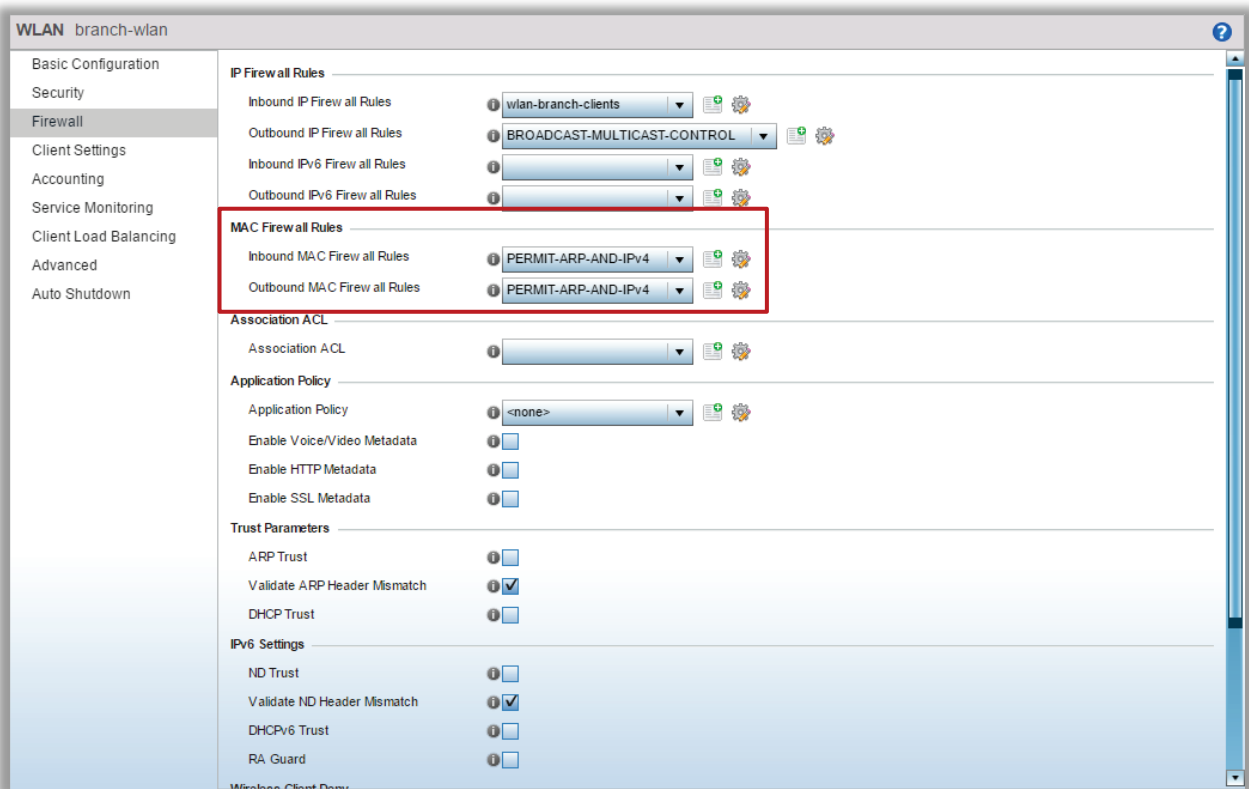 WLAN branch-wlan
Basic Configuration
Security
Firewall
Client Settings
Accounting
Service Monitoring
Client Load Balancing
Advanced
Auto Shutdown
IP Firewall Rules
Inbound IP Firewall Rules wlan-branch-clients
Outbound IP Firewall Rules BROADCAST-MULTICAST-CONTROL
Inbound IPv6 Firewall Rules
Outbound IPv6 Firewall Rules
MAC Firewall Rules
Inbound MAC Firewall Rules PERMIT-ARP-AND-IPv4
Outbound MAC Firewall Rules PERMIT-ARP-AND-IPv4
Association ACL
Association ACL
Application Policy
Application Policy <none>
Enable Voice/Video Metadata
Enable HTTP Metadata
Enable SSL Metadata
Trust Parameters
ARP Trust
Validate ARP Header Mismatch
DHCP Trust
IPv6 Settings
ND Trust
Validate ND Header Mismatch
DHCPv6 Trust
RA Guard
Wireless Client Deny